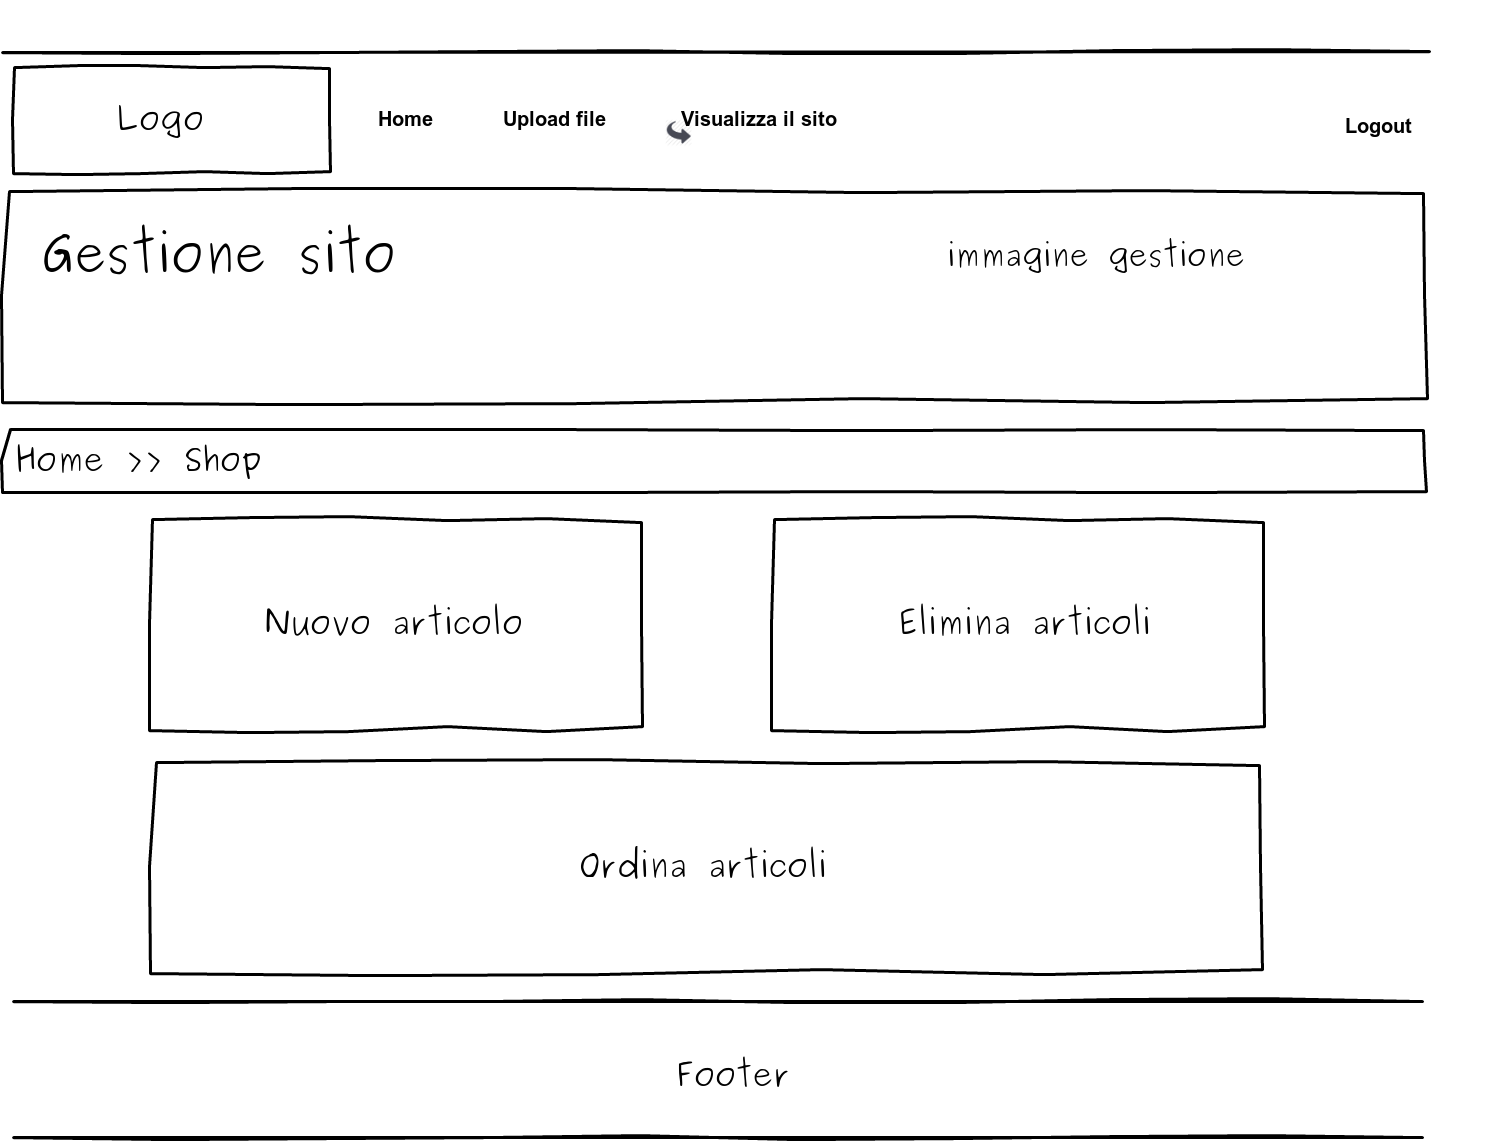 Logo
Home
Upload file
Visualizza il sito
Logout
Gestione sito
immagine gestione
Home >> Shop
Nuovo articolo
Elimina articoli
Ordina articoli
Footer